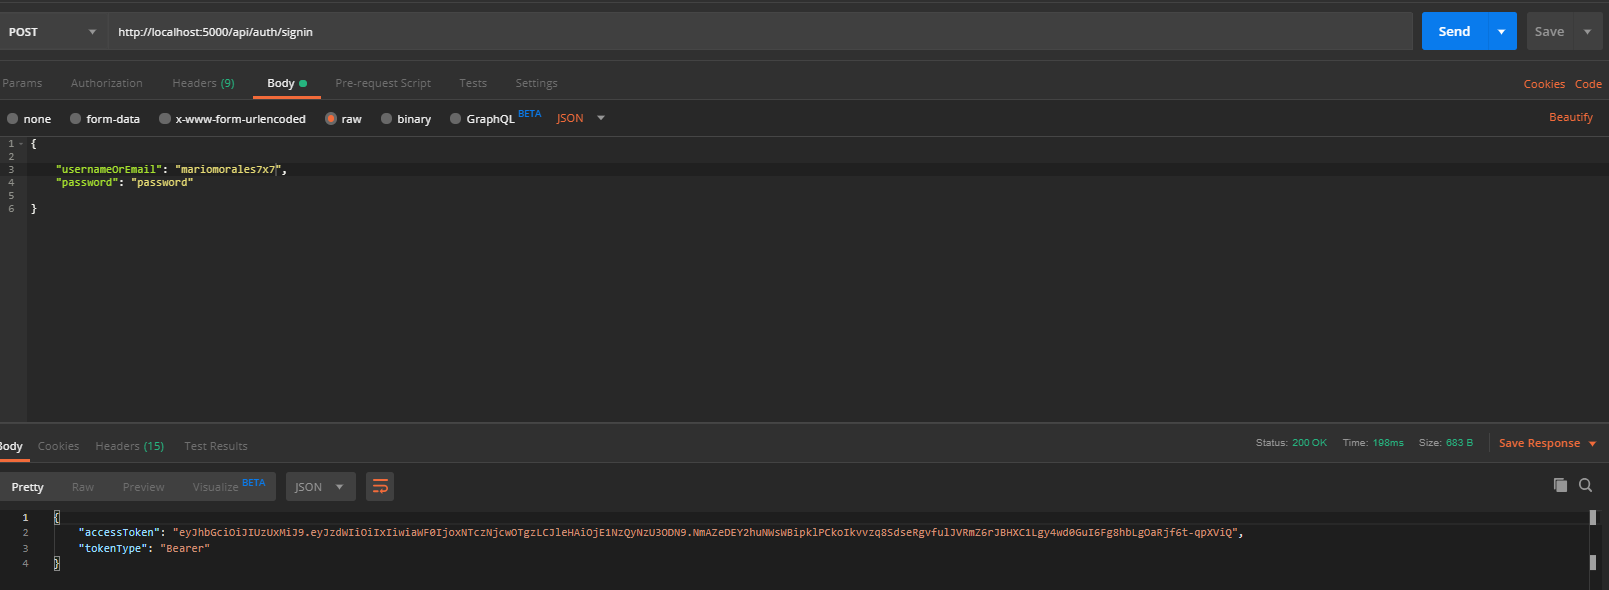 POST http://localhost:5000/api/auth/signin Send Save
Params Authorization Headers (9) Body Pre-request Script Tests Settings Cookies Code
none form-data x-www-form-urlencoded raw binary GraphQL BETA JSON Beautify
1 {
2
3 "usernameOrEmail": "mariomorales7x7",
4 "password": "password"
5
6 }
Body Cookies Headers (15) Test Results Status: 200 OK Time: 198ms Size: 683 B Save Response
Pretty Raw Preview Visualize BETA JSON
1 {
2 "accessToken": "eyJhbGciOiJIUzUxMiJ9.eyJzdWIiOiIxIiwiaWF0IjoxNTczNjcwOTgzLCJleHAiOjE1NzQyNzU3ODN9.NmAZeDEY2huNWsWBipklPCkoIkvvzq8SdseRgvfulJVRmZ6rJBHXC1Lgy4wd0GuI6Fg8hbLgOaRjf6t-qpXViQ",
3 "tokenType": "Bearer"
4 }